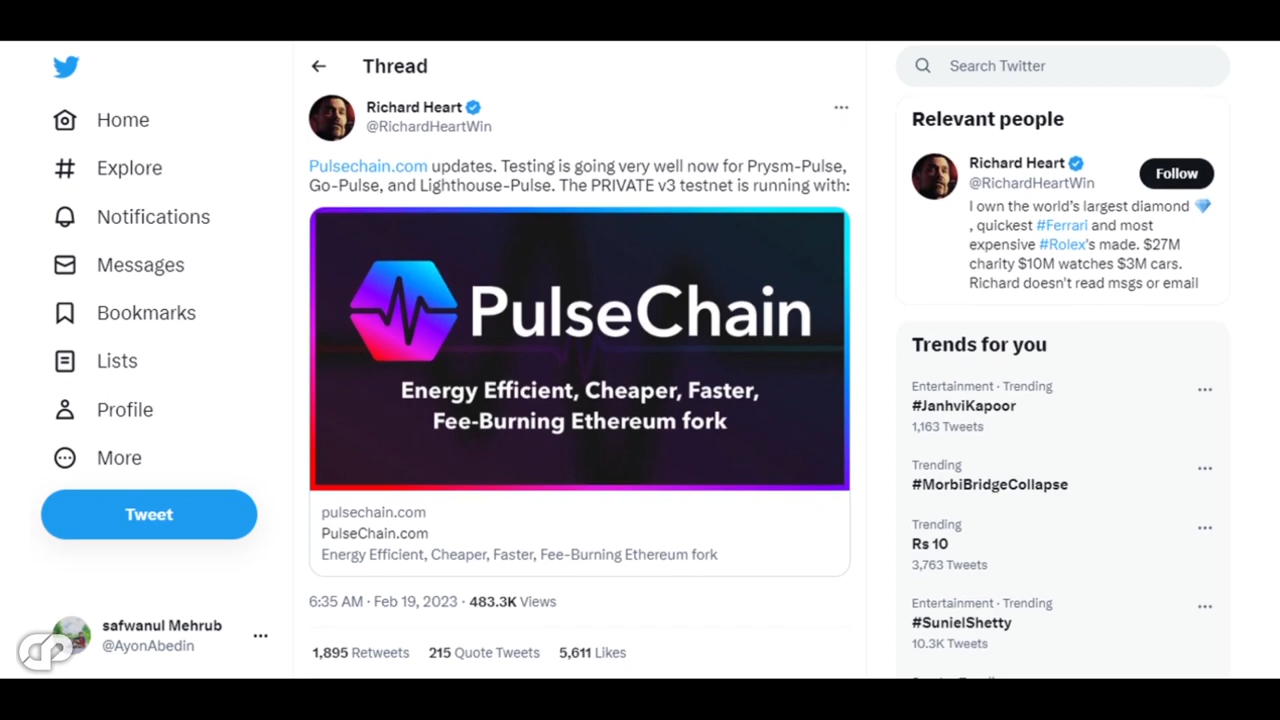 Home
Explore
Notifications
Messages
Bookmarks
Lists
Profile
More
Tweet
safwanul Mehrub
@AyonAbedin
Thread
Richard Heart
@RichardHeartWin
Pulsechain.com updates. Testing is going very well now for Prysm-Pulse,
Go-Pulse, and Lighthouse-Pulse. The PRIVATE v3 testnet is running with:
PulseChain
Energy Efficient, Cheaper, Faster,
Fee-Burning Ethereum fork
pulsechain.com
PulseChain.com
Energy Efficient, Cheaper, Faster, Fee-Burning Ethereum fork
6:35 AM · Feb 19, 2023 · 483.3K Views
1,895 Retweets 215 Quote Tweets 5,611 Likes
Search Twitter
Relevant people
Richard Heart
@RichardHeartWin
Follow
I own the world's largest diamond 💎
, quickest #Ferrari and most
expensive #Rolex's made. $27M
charity $10M watches $3M cars.
Richard doesn't read msgs or email
Trends for you
Entertainment · Trending
#JanhviKapoor
1,163 Tweets
Trending
#MorbiBridgeCollapse
Trending
Rs 10
3,763 Tweets
Entertainment · Trending
#SunielShetty
10.3K Tweets